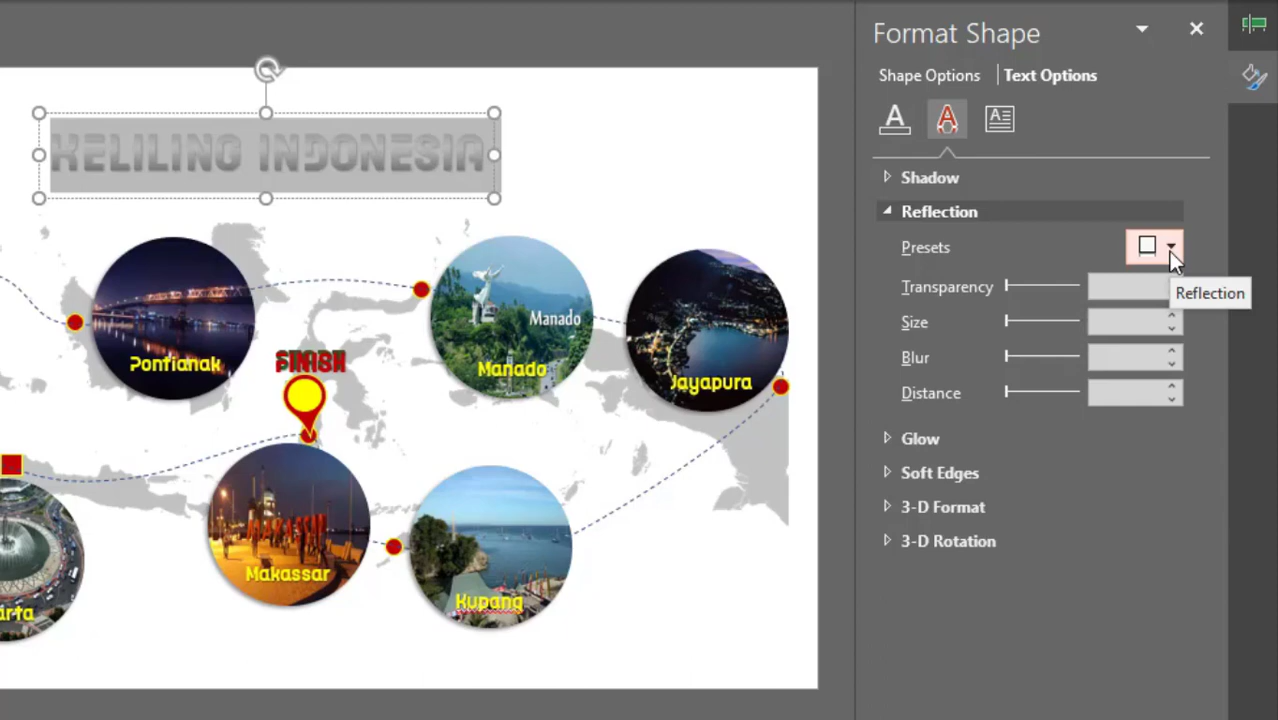 Format Shape
Shape Options
Text Options
KELILING INDONESIA
Shadow
Reflection
Presets
Transparency
Reflection
Size
Blur
Distance
Glow
Soft Edges
3-D Format
3-D Rotation
Pontianak
FINISH
Manado
Manado
Jayapura
Makassar
Kupang